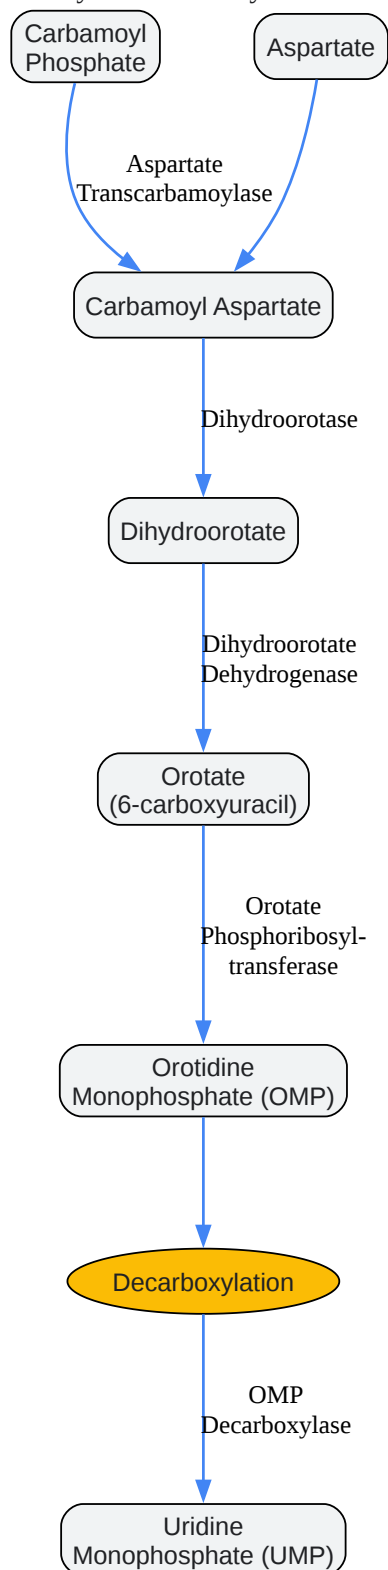 Carbamoyl
Phosphate
Aspartate
Aspartate
Transcarbamoylase
Carbamoyl Aspartate
Dihydroorotase
Dihydroorotate
Dihydroorotate
Dehydrogenase
Orotate
(6-carboxyuracil)
Orotate
Phosphoribosyl-
transferase
Orotidine
Monophosphate (OMP)
Decarboxylation
OMP
Decarboxylase
Uridine
Monophosphate (UMP)